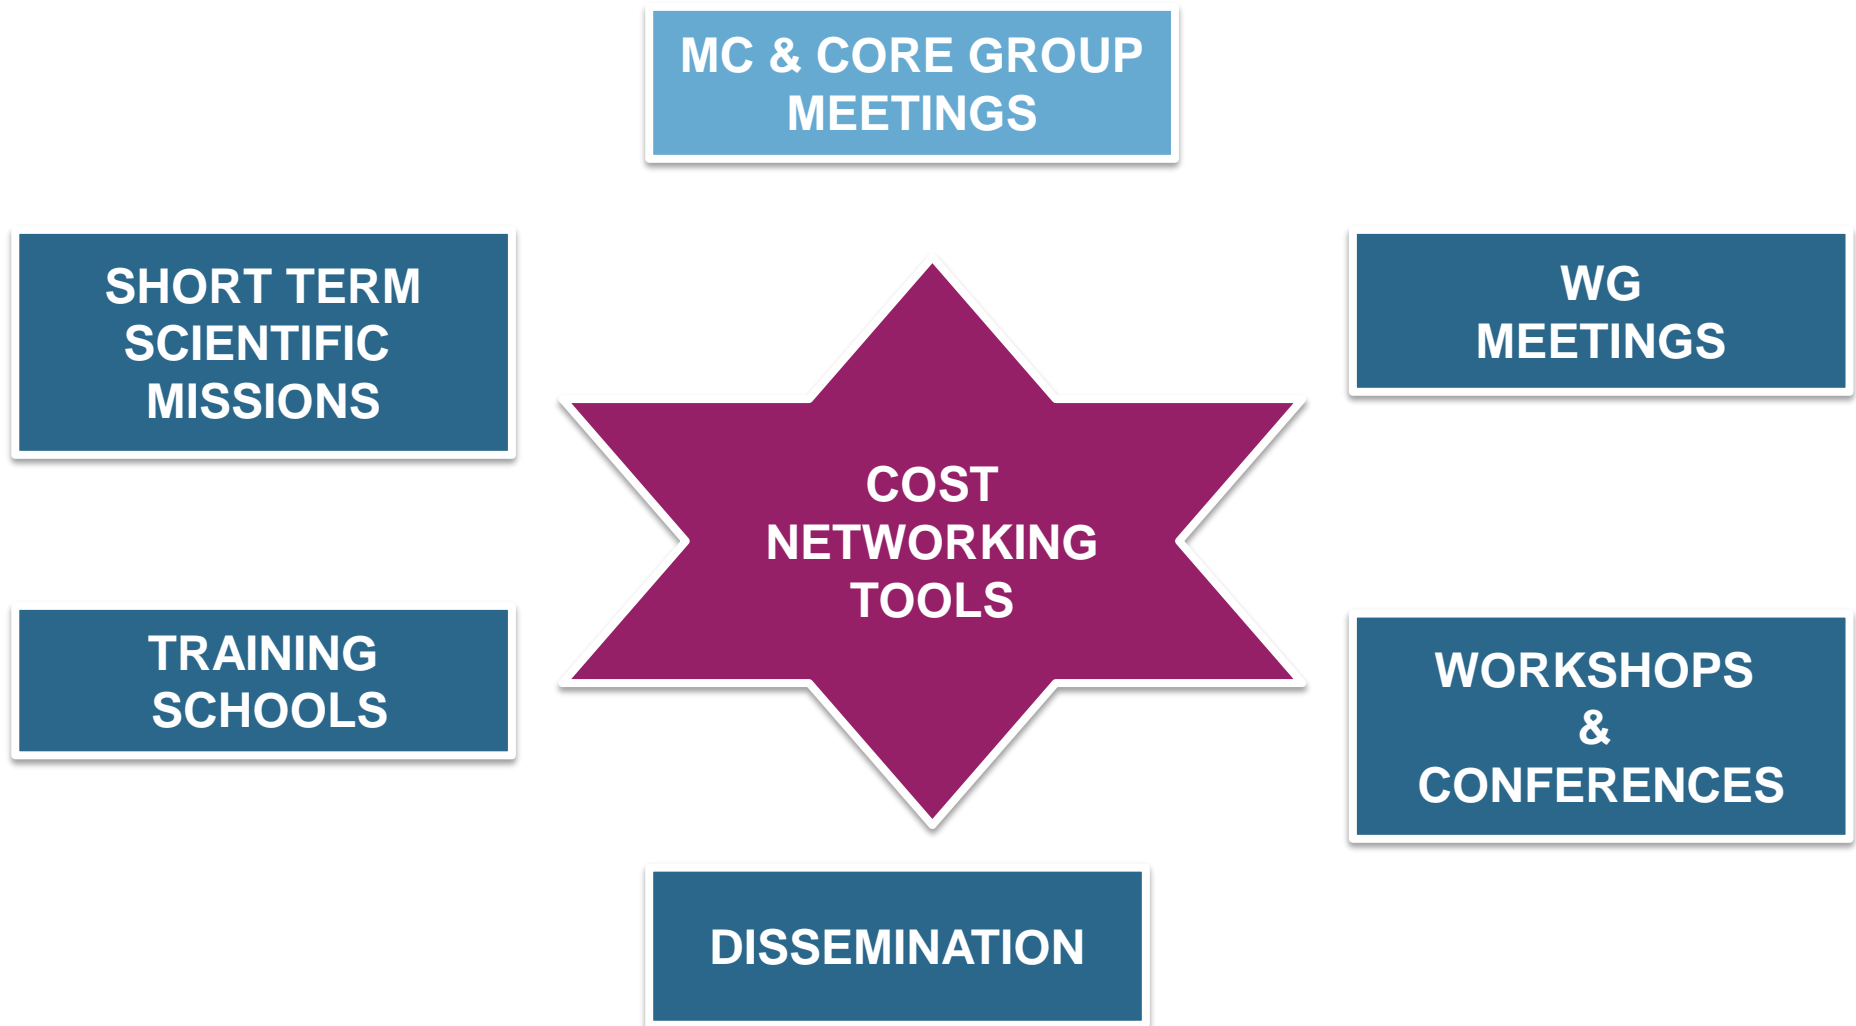 MC & CORE GROUP
MEETINGS
SHORT TERM
SCIENTIFIC
MISSIONS
WG
MEETINGS
COST
NETWORKING
TOOLS
TRAINING
SCHOOLS
WORKSHOPS
&
CONFERENCES
DISSEMINATION